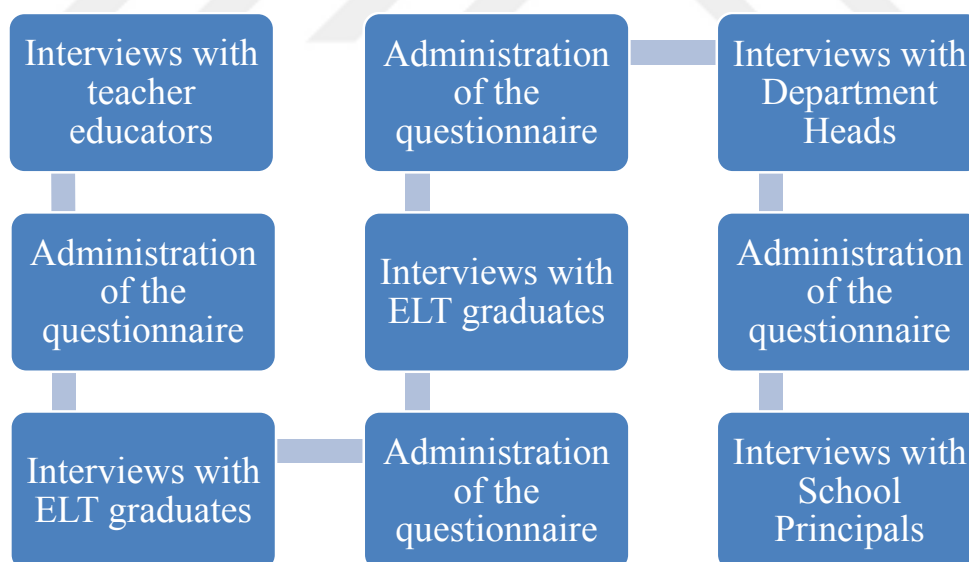 Interviews with
teacher
educators
Administration
of the
questionnaire
Interviews with
ELT graduates
Administration
of the
questionnaire
Interviews with
ELT graduates
Administration
of the
questionnaire
Interviews with
Department
Heads
Administration
of the
questionnaire
Interviews with
School
Principals